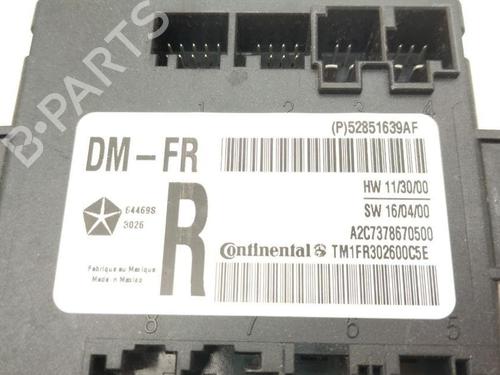 1 2 3 4
(P)52851639AF
DM-FR
R
HW 11/30/00
SW 16/04/00
64469S
3026
A2C7378670500
Continental TM1FR302600C5E
Fabrique au Mexique
Made in Mexico
8 7 6 5
B-PARTS